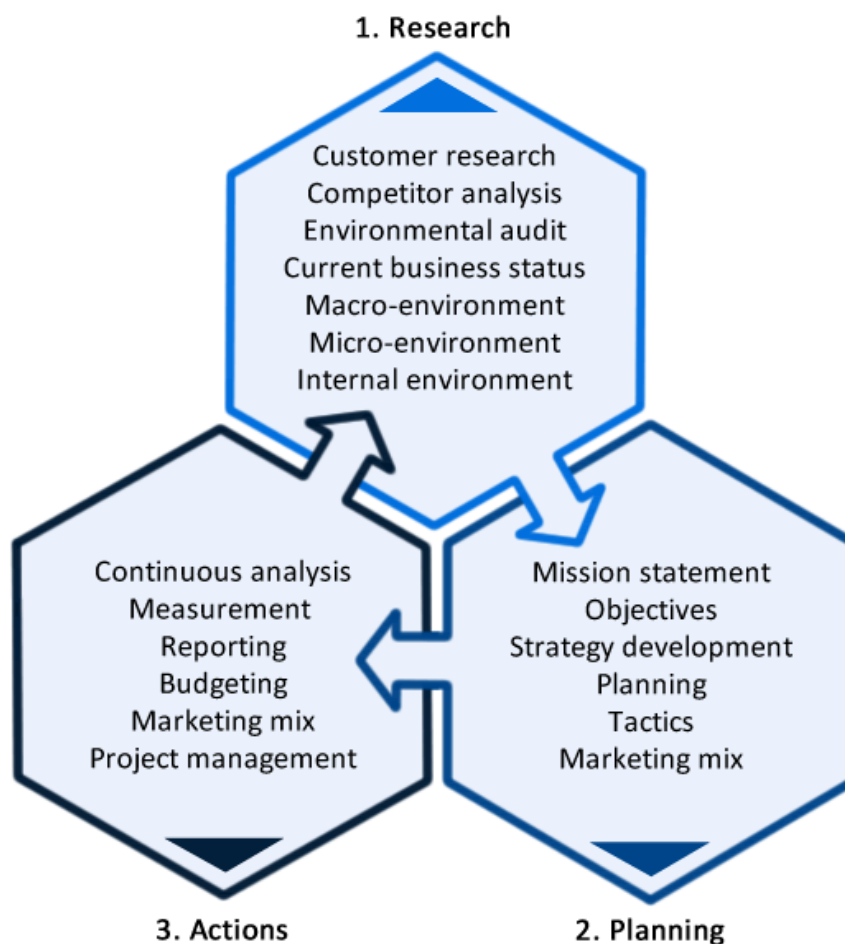 1. Research
Customer research
Competitor analysis
Environmental audit
Current business status
Macro-environment
Micro-environment
Internal environment
Mission statement
Objectives
Strategy development
Planning
Tactics
Marketing mix
2. Planning
Continuous analysis
Measurement
Reporting
Budgeting
Marketing mix
Project management
3. Actions